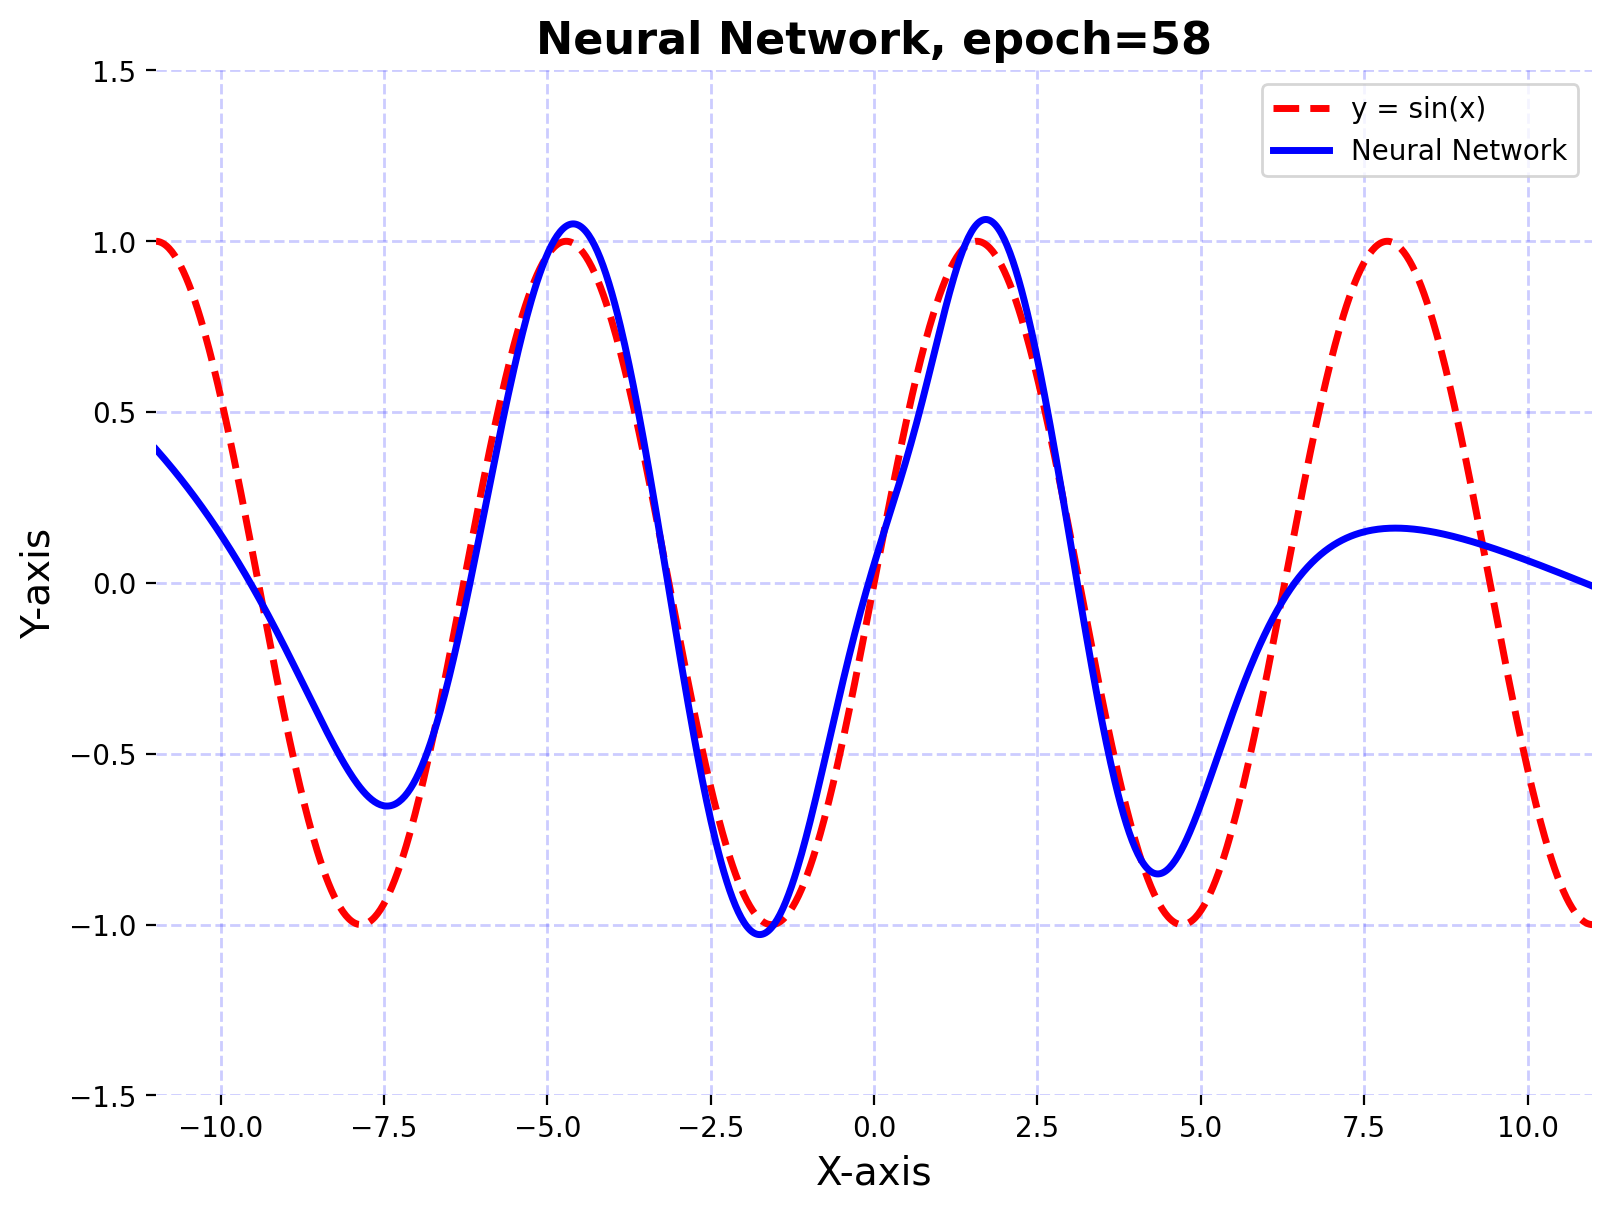 Neural Network, epoch=58
y = sin(x)
Neural Network
1.5
1.0
0.5
0.0
−0.5
−1.0
−1.5
Y-axis
−10.0 −7.5 −5.0 −2.5 0.0 2.5 5.0 7.5 10.0
X-axis